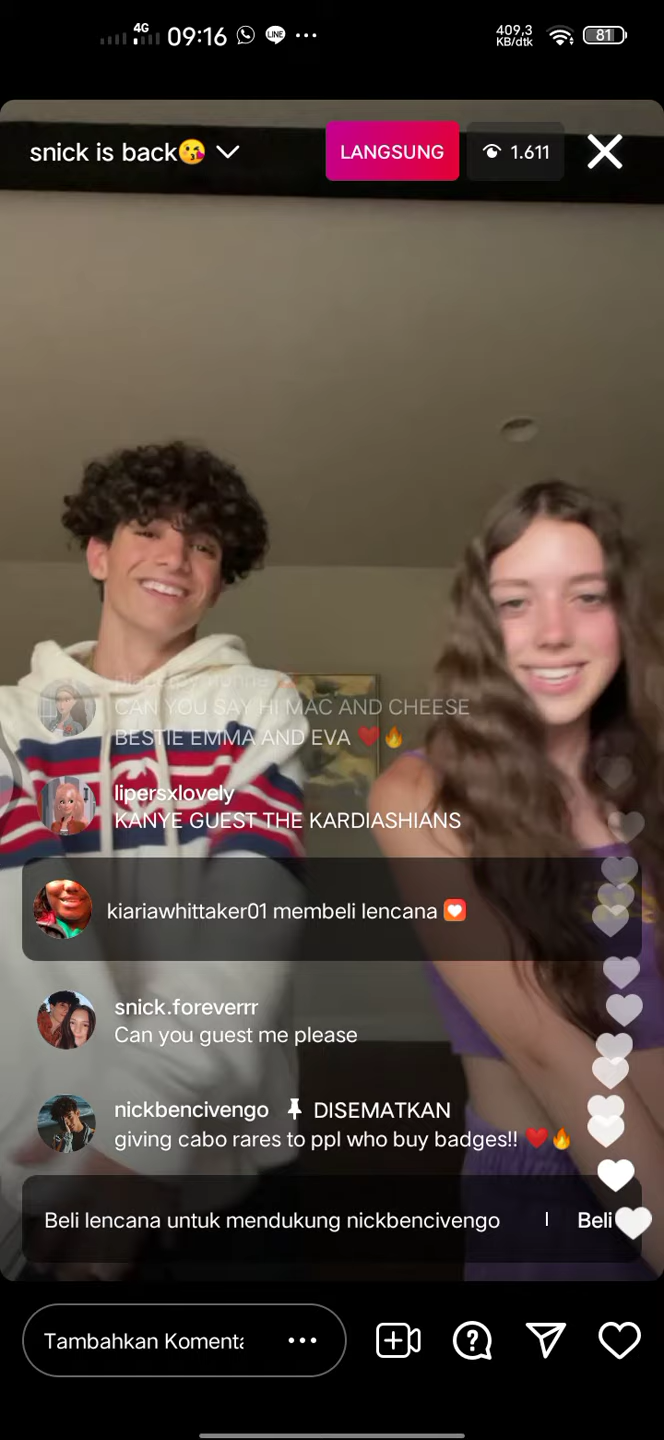 4G
09:16
409,3
KB/dtk
81
snick is back😘
LANGSUNG
1.611
CAN YOU SAY HI MAC AND CHEESE
BESTIE EMMA AND EVA ❤️🔥
lipersxlovely
KANYE GUEST THE KARDIASHIANS
kiariawhittaker01 membeli lencana
snick.foreverrr
Can you guest me please
nickbencivengo DISEMATKAN
giving cabo rares to ppl who buy badges!! ❤️🔥
Beli lencana untuk mendukung nickbencivengo | Beli
Tambahkan Komenta